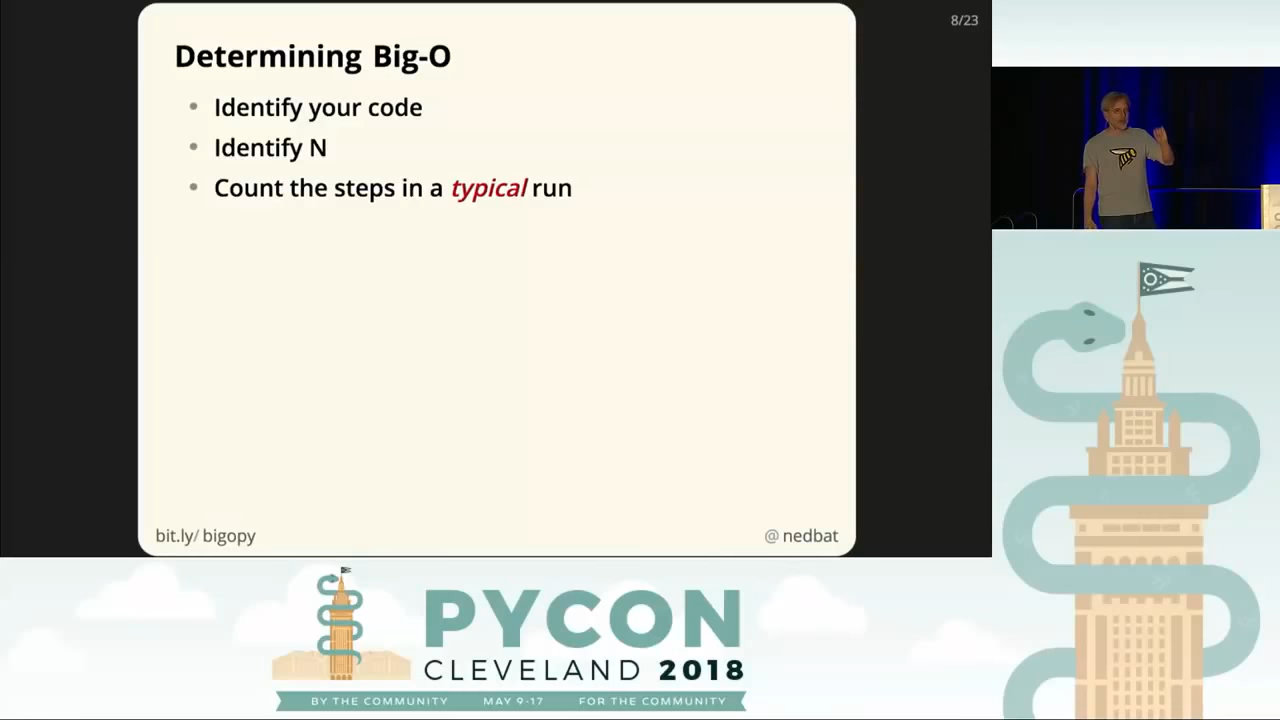 8/23
Determining Big-O
• Identify your code
• Identify N
• Count the steps in a typical run
bit.ly/bigopy
@nedbat
PYCON
CLEVELAND 2018
BY THE COMMUNITY MAY 9-17 FOR THE COMMUNITY